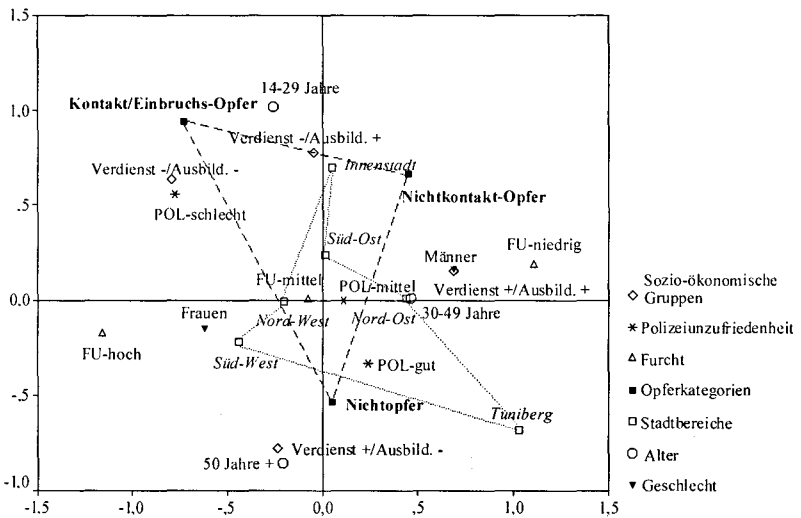 1.5
1.0
.5
0.0
-.5
-1.0
-1.5
-1,0
-,5
0,0
,5
1,0
1,5
14-29 Jahre
Kontakt/Einbruchs-Opfer
Verdienst -/Ausbild. +
Verdienst -/Ausbild. -
Innenstadt
POL-schlecht
Nichtkontakt-Opfer
Süd-Ost
Männer
FU-niedrig
FU-mittel
POL-mittel
Verdienst +/Ausbild. +
Frauen
Nord-West
Nord-Ost
30-49 Jahre
FU-hoch
Süd-West
POL-gut
Nichtopfer
Tuniberg
Verdienst +/Ausbild. -
50 Jahre +
Sozio-ökonomische
Gruppen
Polizeiunzufriedenheit
Furcht
Opferkategorien
Stadtbereiche
Alter
Geschlecht